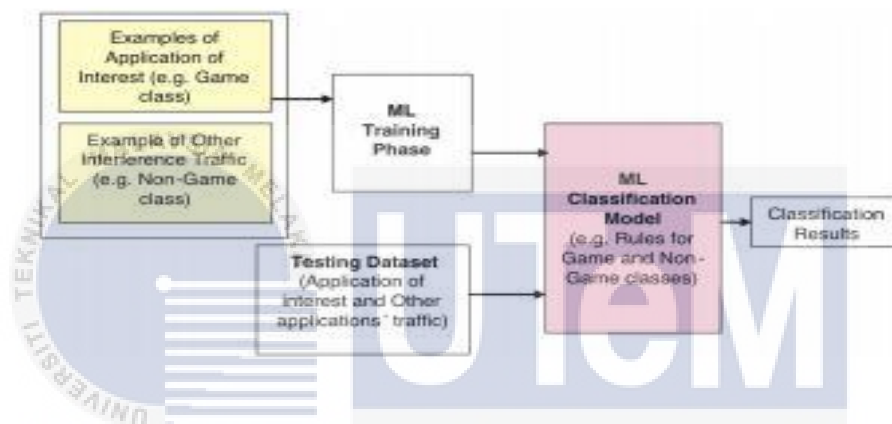 Examples of
Application of
Interest (e.g. Game
class)
Example of Other
Interference Traffic
(e.g. Non-Game
class)
ML
Training
Phase
Testing Dataset
(Application of
Interest and Other
applications' traffic)
ML
Classification
Model
(e.g. Rules for
Game and Non-
Game classes)
Classification
Results
UTeM
UNIVERSITI TEKNIKAL